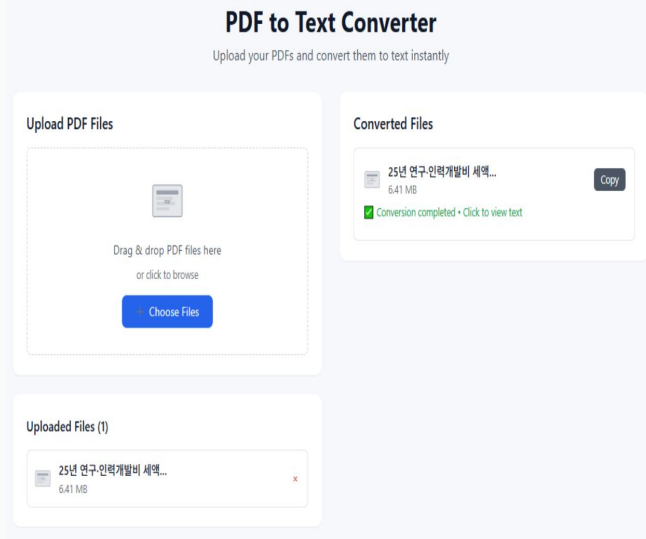 PDF to Text Converter
Upload your PDFs and convert them to text instantly
Upload PDF Files
Drag & drop PDF files here
or click to browse
+ Choose Files
Uploaded Files (1)
25년 연구·인력개발비 세액...
6.41 MB
x
Converted Files
25년 연구·인력개발비 세액...
6.41 MB
Copy
✅ Conversion completed • Click to view text